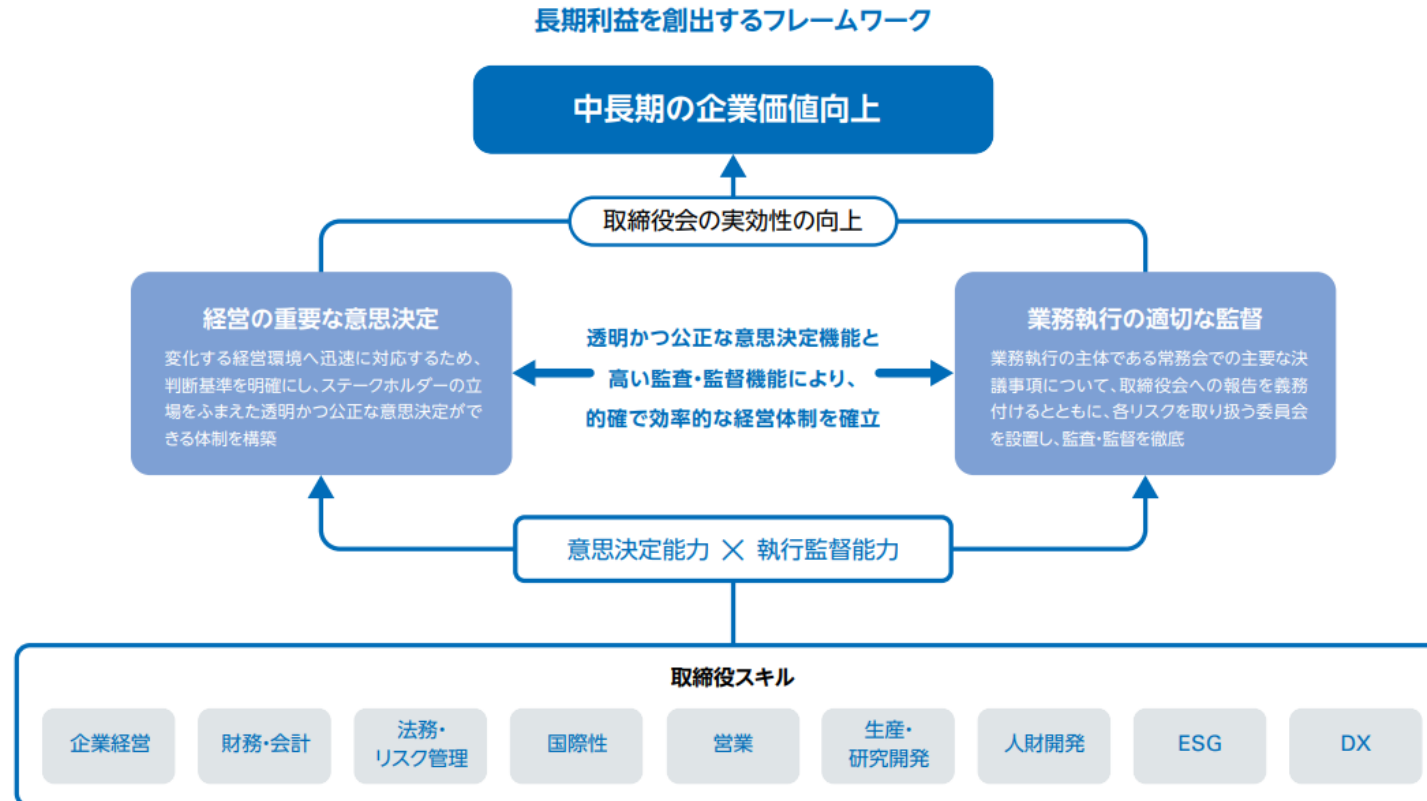 長期利益を創出するフレームワーク
中長期の企業価値向上
取締役会の実効性の向上
経営の重要な意思決定
変化する経営環境へ迅速に対応するため、
判断基準を明確にし、ステークホルダーの立
場をふまえた透明かつ公正な意思決定がで
きる体制を構築
透明かつ公正な意思決定機能と
高い監査・監督機能により、
的確で効率的な経営体制を確立
業務執行の適切な監督
業務執行の主体である常務会での主要な決
議事項について、取締役会への報告を義務
付けるとともに、各リスクを取り扱う委員会
を設置し、監査・監督を徹底
意思決定能力 × 執行監督能力
取締役スキル
企業経営
財務・会計
法務・
リスク管理
国際性
営業
生産・
研究開発
人財開発
ESG
DX